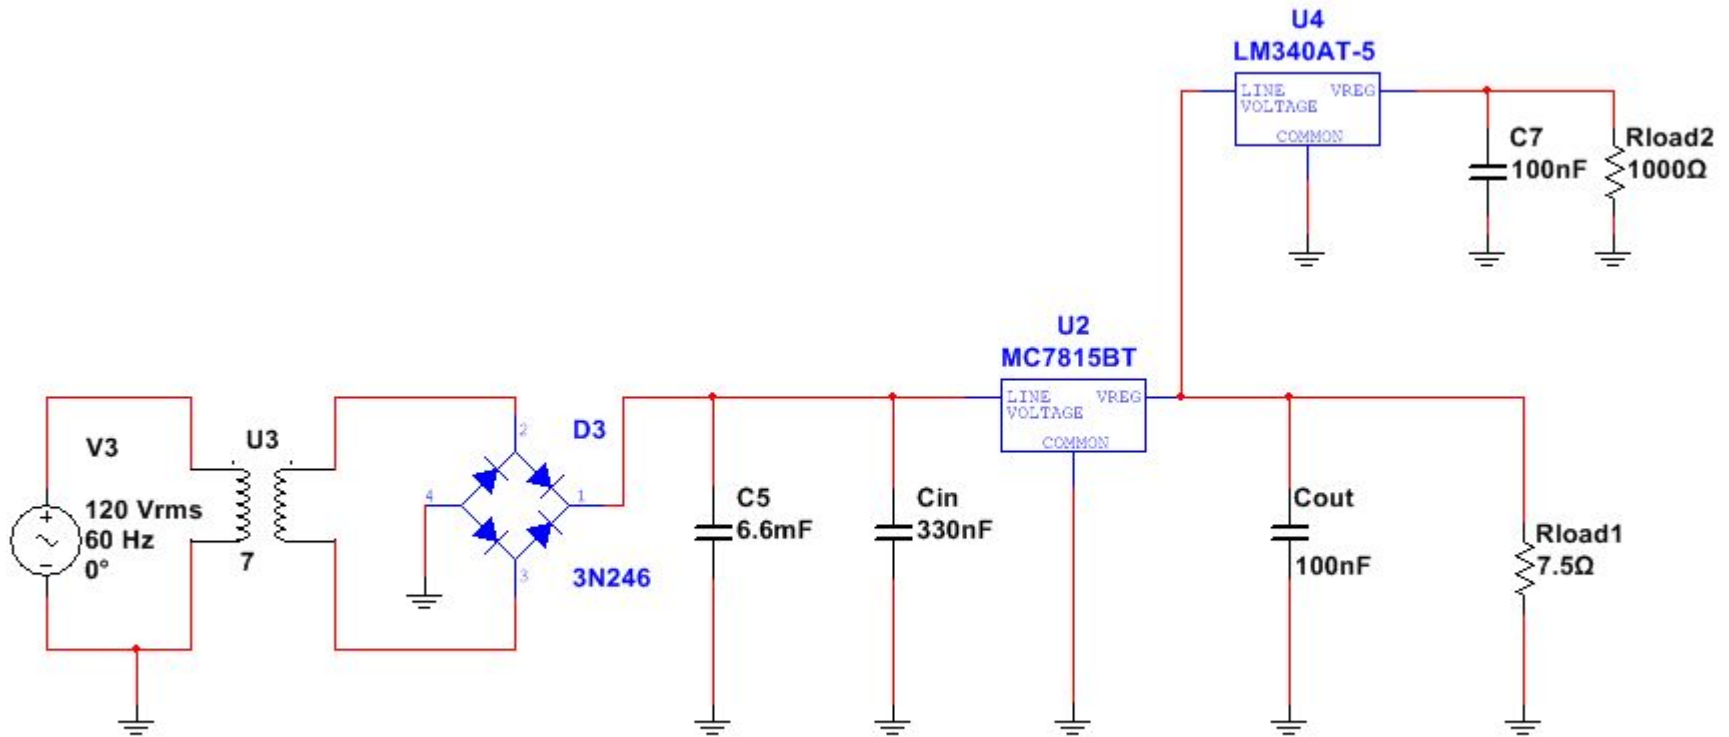 U4
LM340AT-5
LINE VREG
VOLTAGE
COMMON
C7
100nF
Rload2
1000Ω
U2
MC7815BT
LINE VREG
VOLTAGE
COMMON
V3
120 Vrms
60 Hz
0°
U3
7
2
D3
4
1
3
3N246
C5
6.6mF
Cin
330nF
Cout
100nF
Rload1
7.5Ω